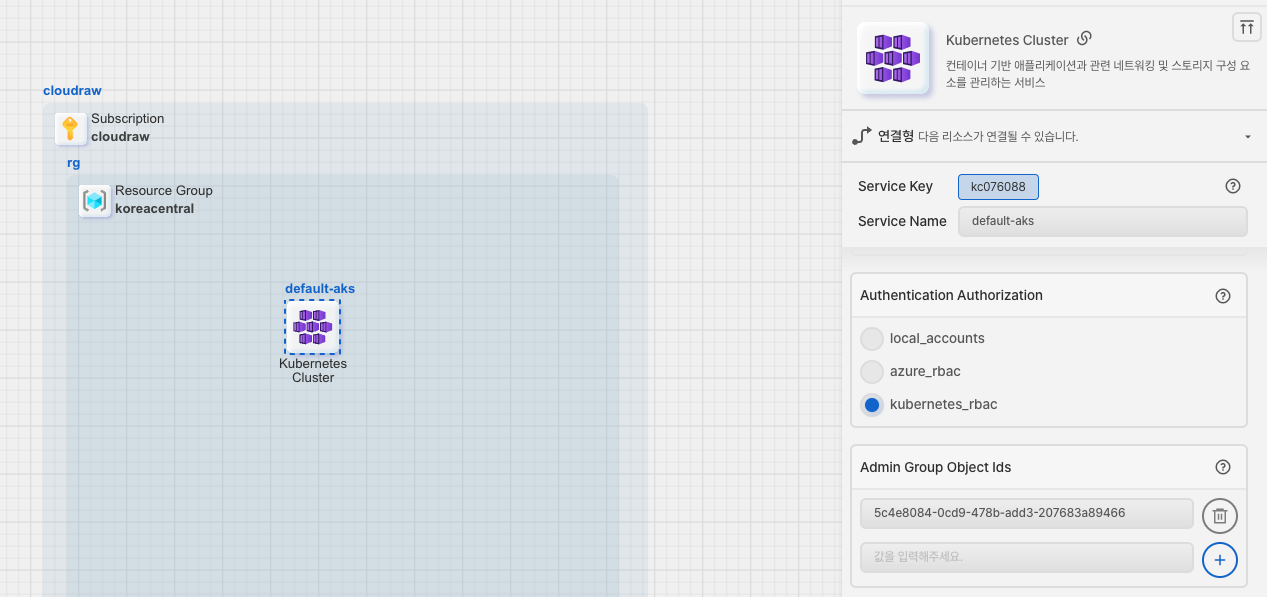 cloudraw
Subscription
cloudraw
rg
Resource Group
koreacentral
default-aks
Kubernetes
Cluster
Kubernetes Cluster
컨테이너 기반 애플리케이션과 관련 네트워킹 및 스토리지 구성 요
소를 관리하는 서비스
연결형 다음 리소스가 연결될 수 있습니다.
Service Key kc076088
Service Name default-aks
Authentication Authorization
local_accounts
azure_rbac
kubernetes_rbac
Admin Group Object Ids
5c4e8084-0cd9-478b-add3-207683a89466
값을 입력해주세요.